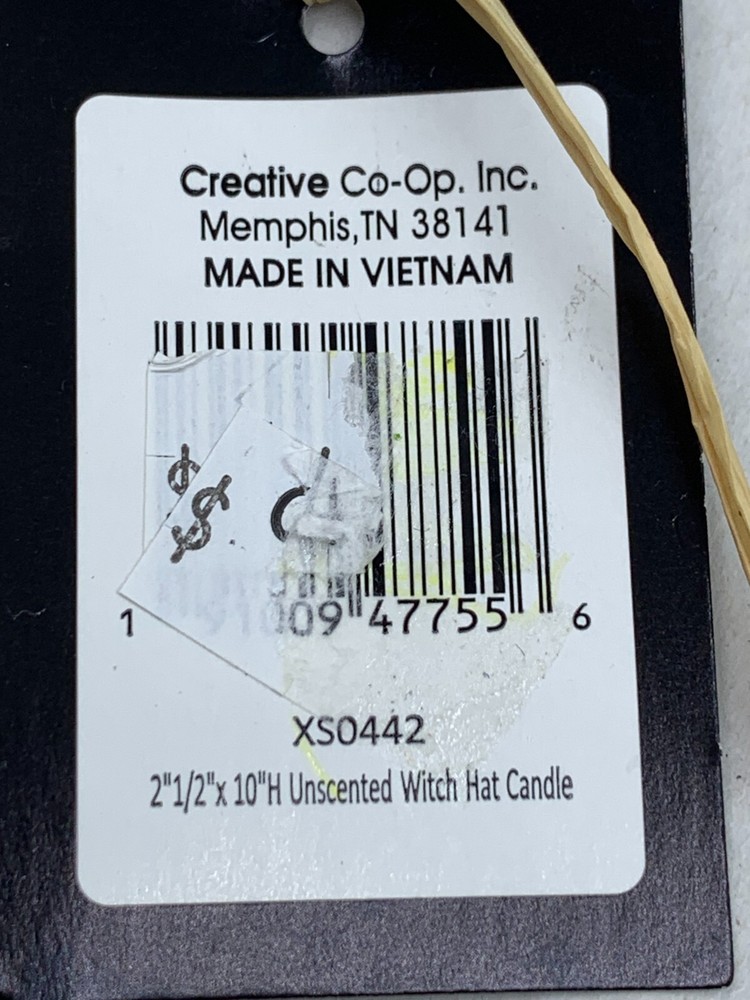 Creative Co-Op. Inc.
Memphis,TN 38141
MADE IN VIETNAM
$
$
1 91009 47755 6
XS0442
2"1/2"x 10"H Unscented Witch Hat Candle